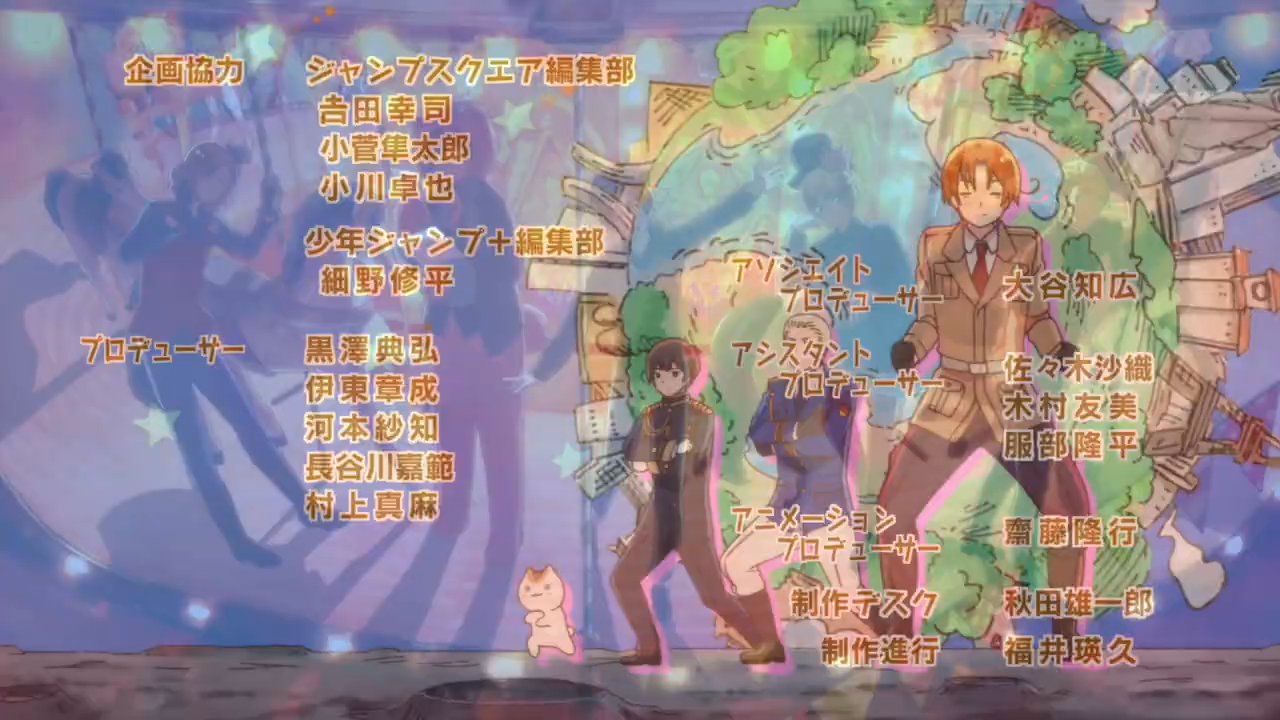 企画協力 ジャンプスクエア編集部
吉田幸司
小菅隼太郎
小川卓也
少年ジャンプ＋編集部
細野修平
プロデューサー 黒澤典弘
伊東章成
河本紗知
長谷川嘉範
村上真麻
アソシエイト
プロデューサー 大谷知広
アシスタント
プロデューサー 佐々木沙織
木村友美
服部隆平
アニメーション
プロデューサー 齋藤隆行
制作デスク 秋田雄一郎
制作進行 福井瑛久